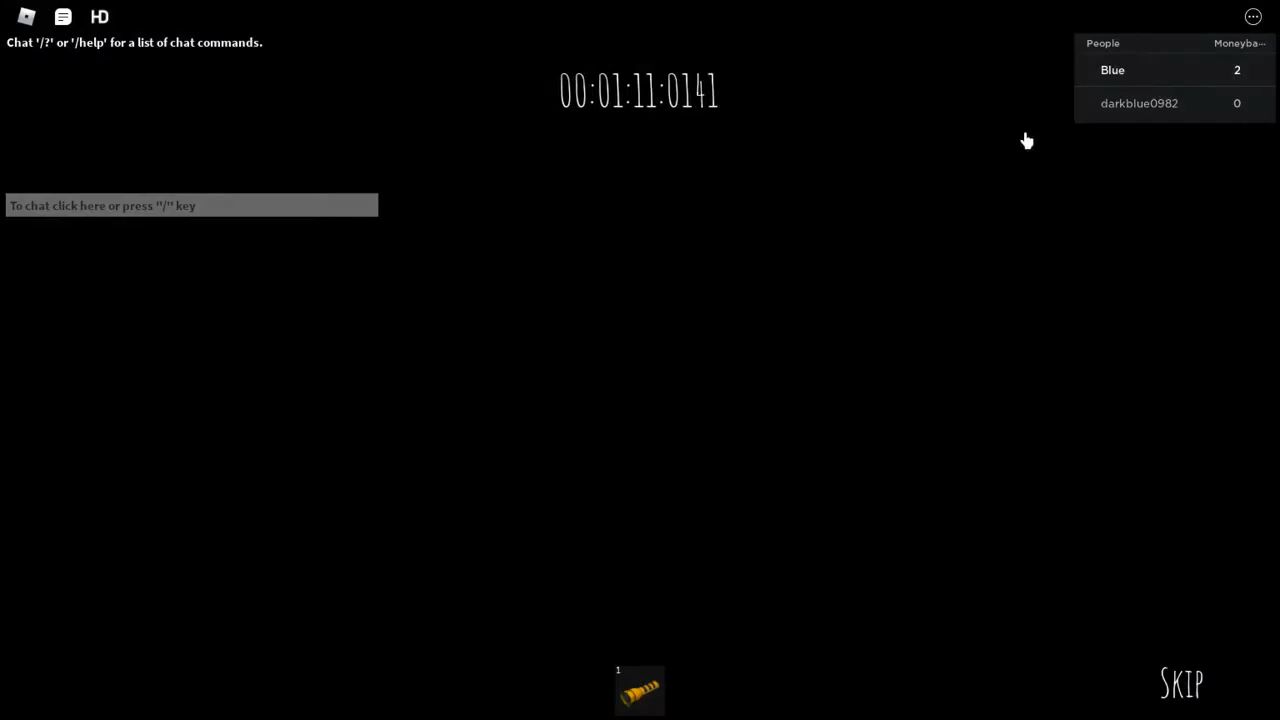 HD
Chat '/?' or '/help' for a list of chat commands.
00:01:11:0141
People Moneyba...
Blue 2
darkblue0982 0
To chat click here or press "/" key
1
SKIP